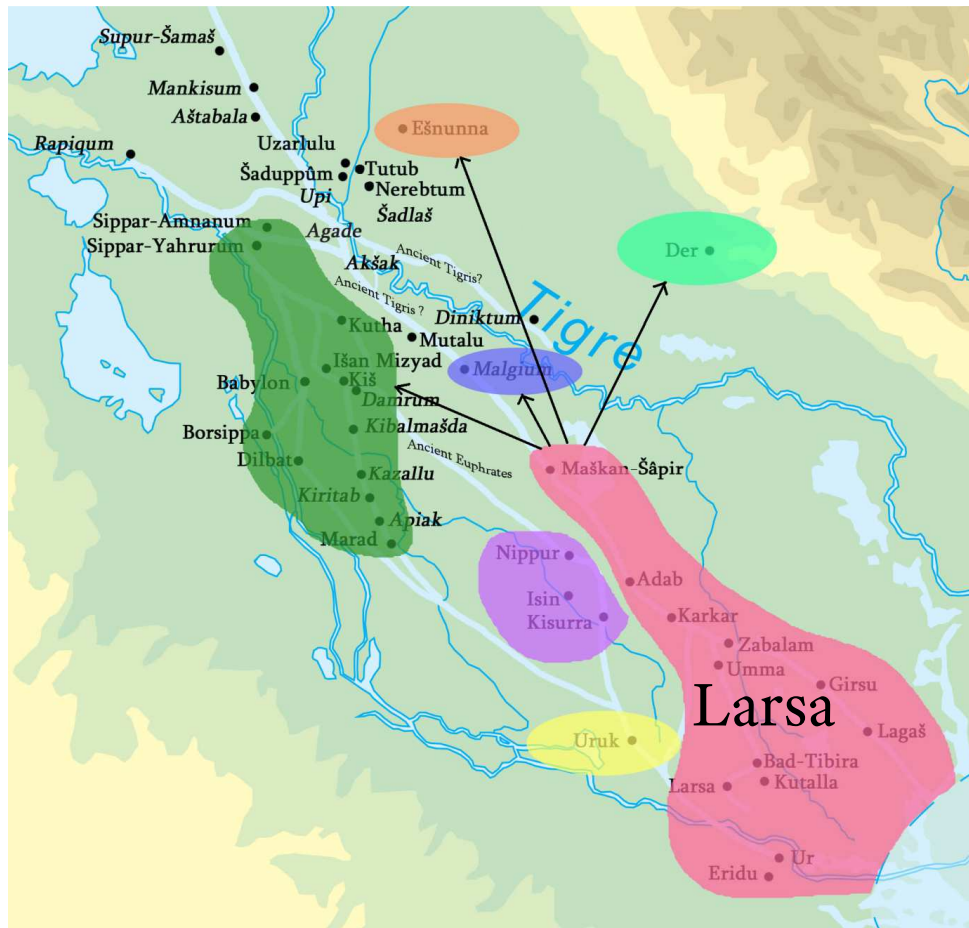 Supur-Šamaš
Mankisum
Aštabala
Ešnunna
Rapiqum
Uzarlulu
Šaduppûm
Tutub
Upi
Nerebtum
Šadlaš
Sippar-Amnanum
Agade
Sippar-Yahrurum
Akšak
Ancient Tigris?
Der
Ancient Tigris ?
Tigre
Diniktum
Kutha
Mutalu
Išan Mizyad
Malgium
Babylon
Kiš
Damrum
Borsippa
Kibalmašda
Dilbat
Ancient Euphrates
Kazallu
Maškan-Šâpir
Kiritab
Apiak
Marad
Nippur
Adab
Isin
Kisurra
Karkar
Zabalam
Umma
Girsu
Larsa
Lagaš
Uruk
Bad-Tibira
Larsa
Kutalla
Ur
Eridu